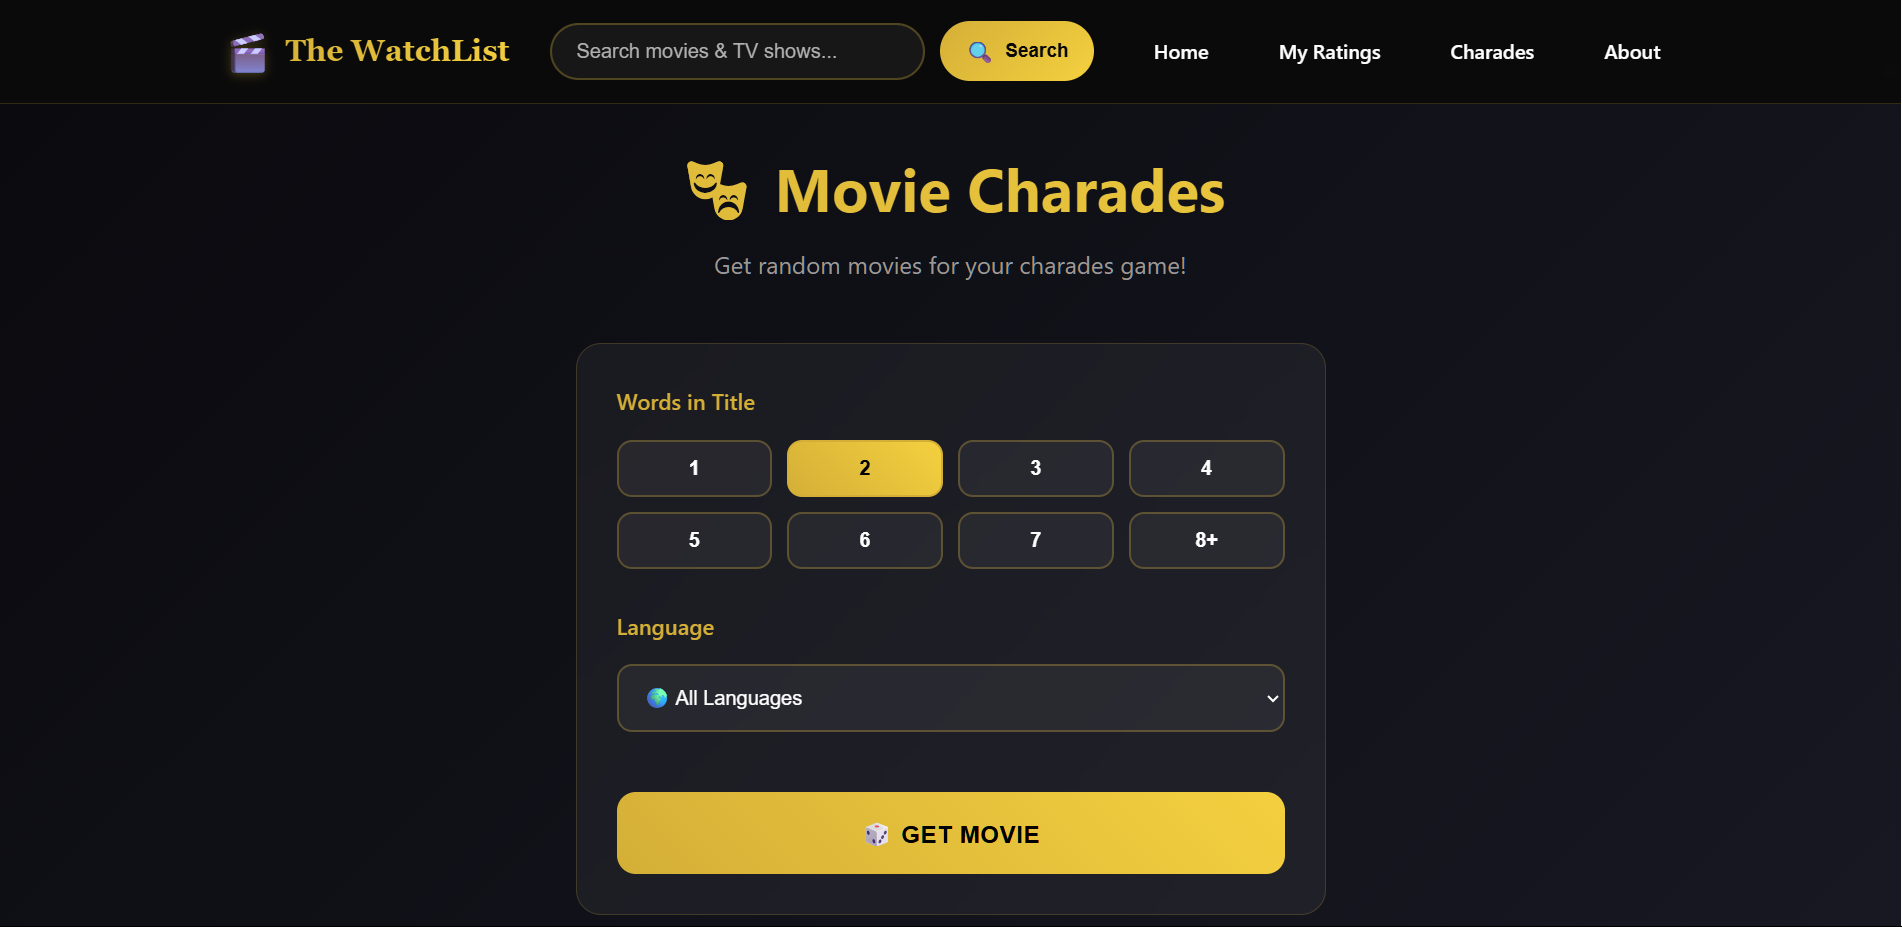 The WatchList
Search movies & TV shows...
Search
Home
My Ratings
Charades
About
Movie Charades
Get random movies for your charades game!
Words in Title
1
2
3
4
5
6
7
8+
Language
All Languages
GET MOVIE